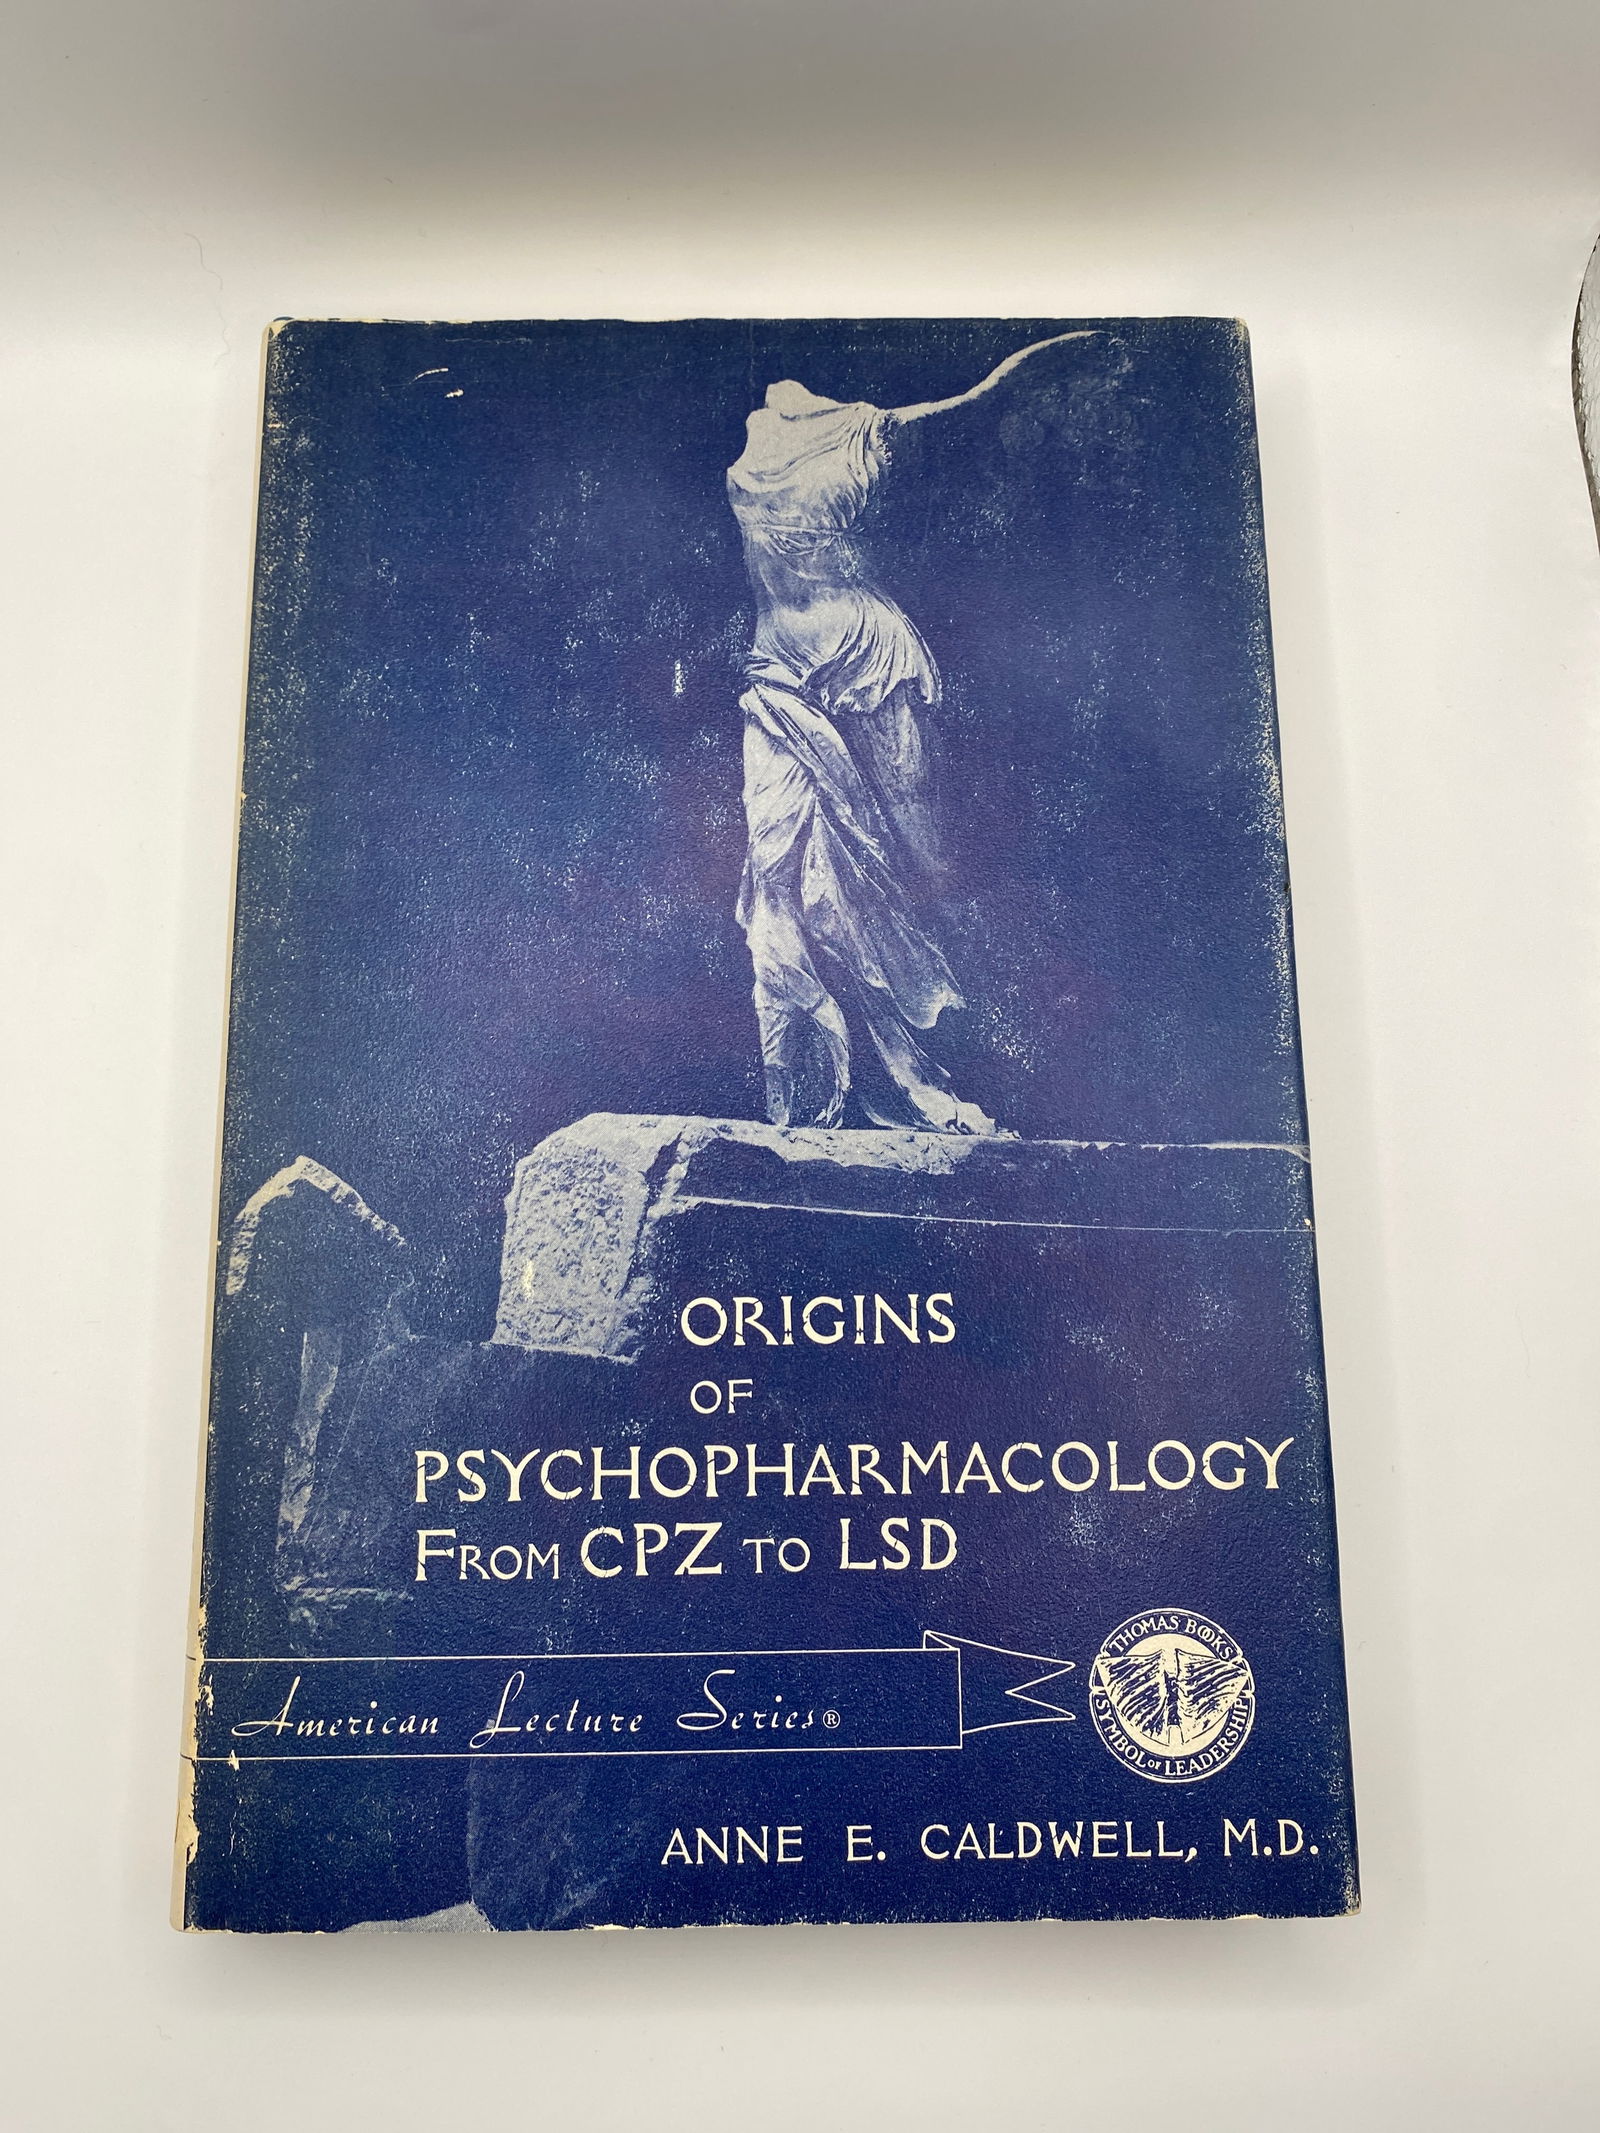 ORIGINS
OF
PSYCHOPHARMACOLOGY
FROM CPZ TO LSD
American Lecture Series®
THOMAS BOOKS
SYMBOL OF LEADERSHIP
ANNE E. CALDWELL, M.D.